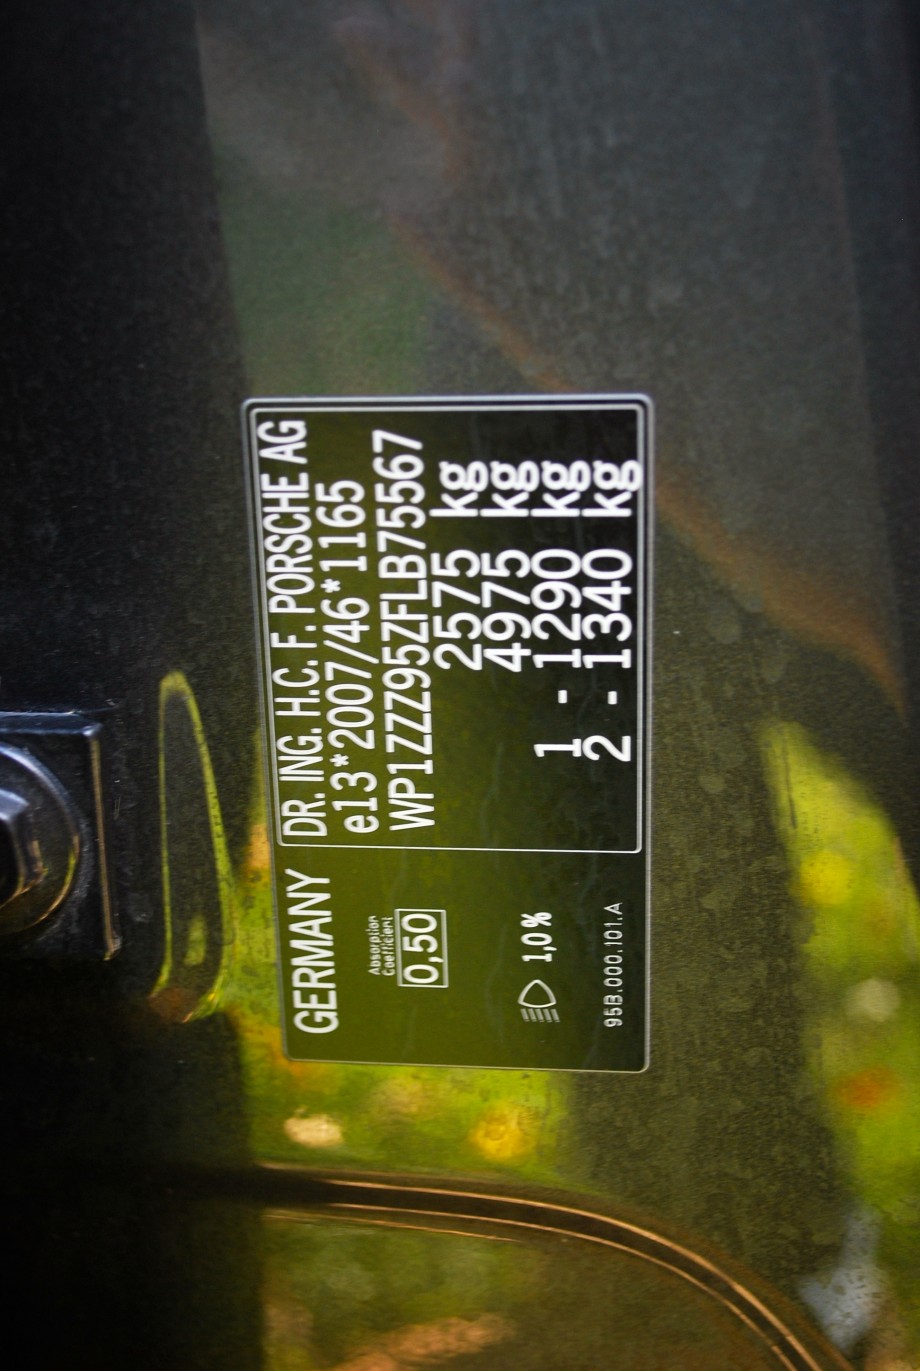 GERMANY
DR. ING. H.C. F. PORSCHE AG
e13*2007/46*1165
WP1ZZZ95ZFLB75567
2575 kg
4975 kg
1 - 1290 kg
2 - 1340 kg
Absorption
Coefficient
0,50
1,0%
95B.000.101.A